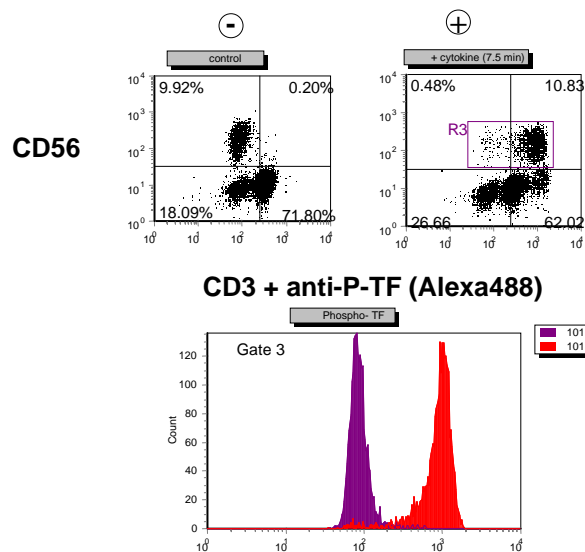 - +
control + cytokine (7.5 min)
9.92% 0.20% 0.48% 10.83
10⁴ 10³ 10² 10¹ 10⁰
10⁴ 10³ 10² 10¹ 10⁰
R3
CD56
18.09% 71.80% 26.66 62.02
10⁰ 10¹ 10² 10³ 10⁴
10⁰ 10¹ 10² 10³ 10⁴
CD3 + anti-P-TF (Alexa488)
Phospho- TF
Gate 3
101
101
Count
120
100
80
60
40
20
0
10⁰ 10¹ 10² 10³ 10⁴